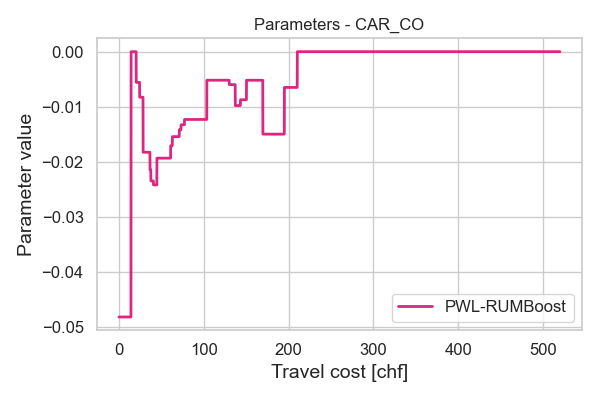 Parameters - CAR_CO
0.00
−0.01
−0.02
−0.03
−0.04
−0.05
Parameter value
PWL-RUMBoost
0 100 200 300 400 500
Travel cost [chf]